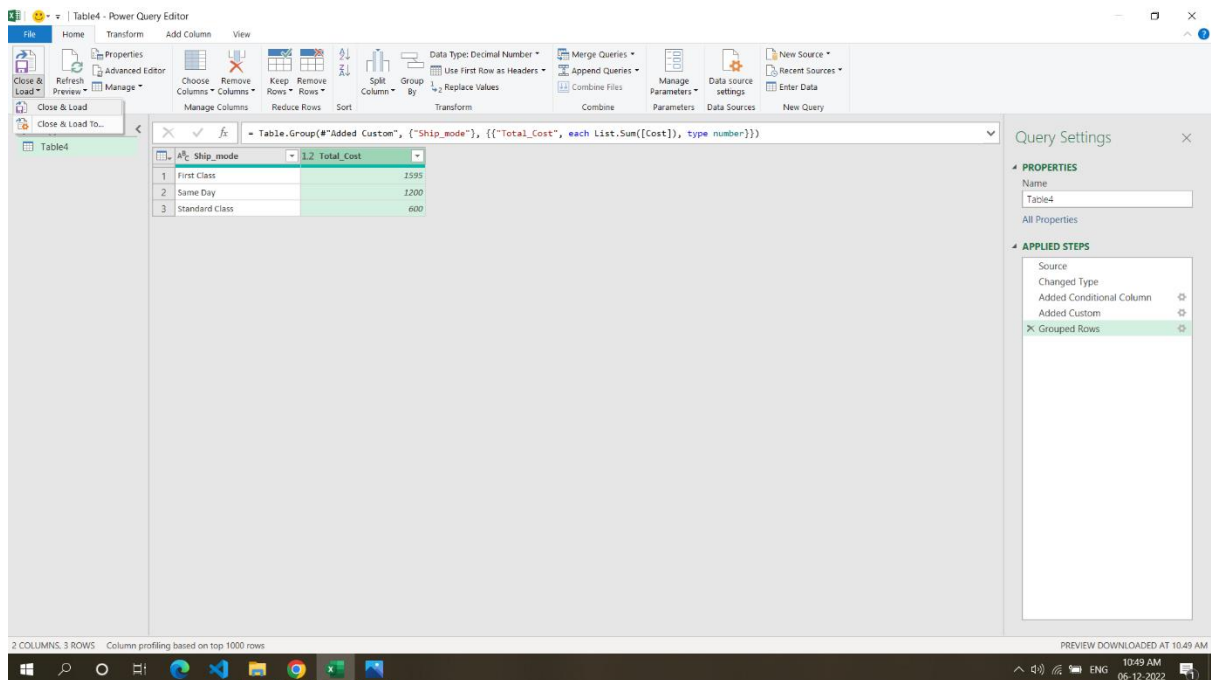 Table4 - Power Query Editor
File Home Transform Add Column View
Close & Load
Refresh Preview
Properties
Advanced Editor
Manage
Choose Columns
Remove Columns
Keep Rows
Remove Rows
Split Column
Group By
Data Type: Decimal Number
Use First Row as Headers
Replace Values
Merge Queries
Append Queries
Combine Files
Manage Parameters
Data source settings
New Source
Recent Sources
Enter Data
Close & Load
Close & Load To...
Manage Columns Reduce Rows Sort Transform Combine Parameters Data Sources New Query
Table4
fx = Table.Group(#"Added Custom", {"Ship_mode"}, {{"Total_Cost", each List.Sum([Cost]), type number}})
ABC Ship_mode 1.2 Total_Cost
1 First Class 1595
2 Same Day 1200
3 Standard Class 600
Query Settings
PROPERTIES
Name
Table4
All Properties
APPLIED STEPS
Source
Changed Type
Added Conditional Column
Added Custom
Grouped Rows
2 COLUMNS, 3 ROWS Column profiling based on top 1000 rows
PREVIEW DOWNLOADED AT 10:49 AM
ENG
10:49 AM
06-12-2022